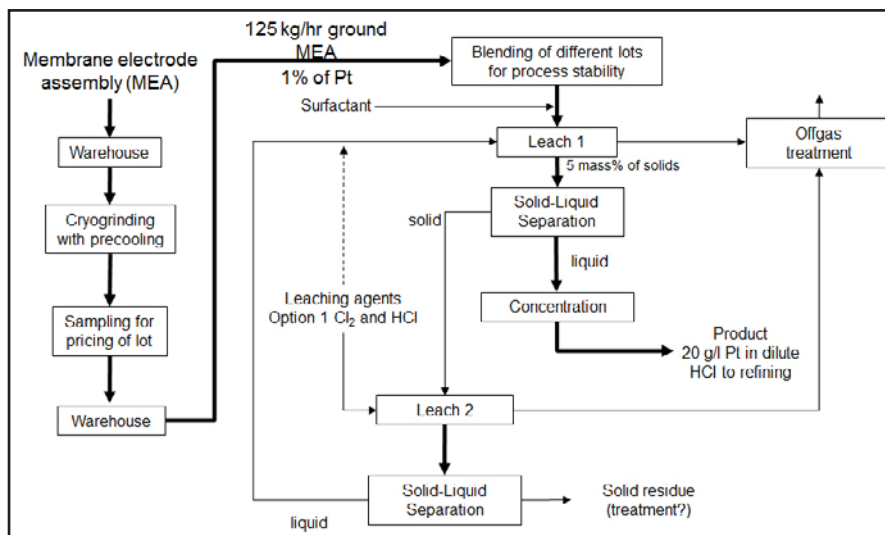 Membrane electrode
assembly (MEA)
Warehouse
Cryogrinding
with precooling
Sampling for
pricing of lot
Warehouse
125 kg/hr ground
MEA
1% of Pt
Blending of different lots
for process stability
Surfactant
Leach 1
Offgas
treatment
5 mass% of solids
Solid-Liquid
Separation
solid
liquid
Leaching agents
Option 1 Cl₂ and HCl
Concentration
Product
20 g/l Pt in dilute
HCl to refining
Leach 2
Solid-Liquid
Separation
Solid residue
(treatment?)
liquid